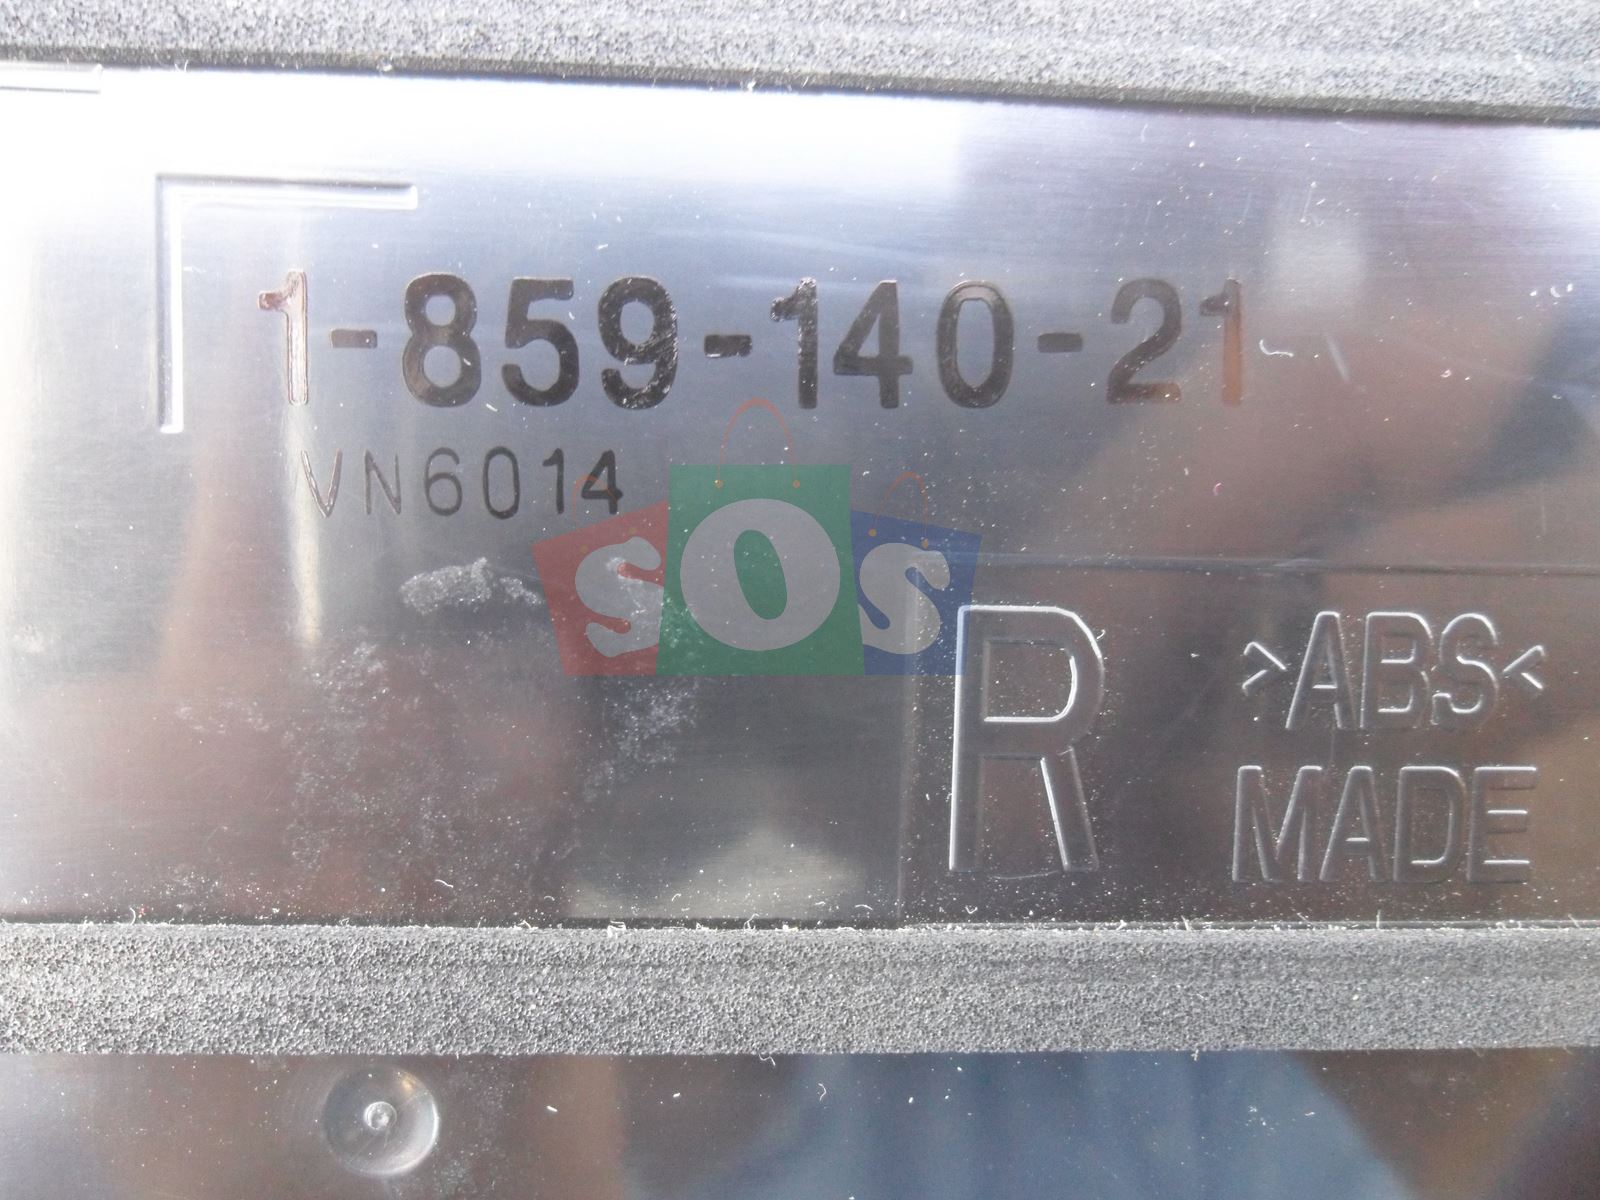 1-859-140-21
VN6014
SOS
R
>ABS<
MADE